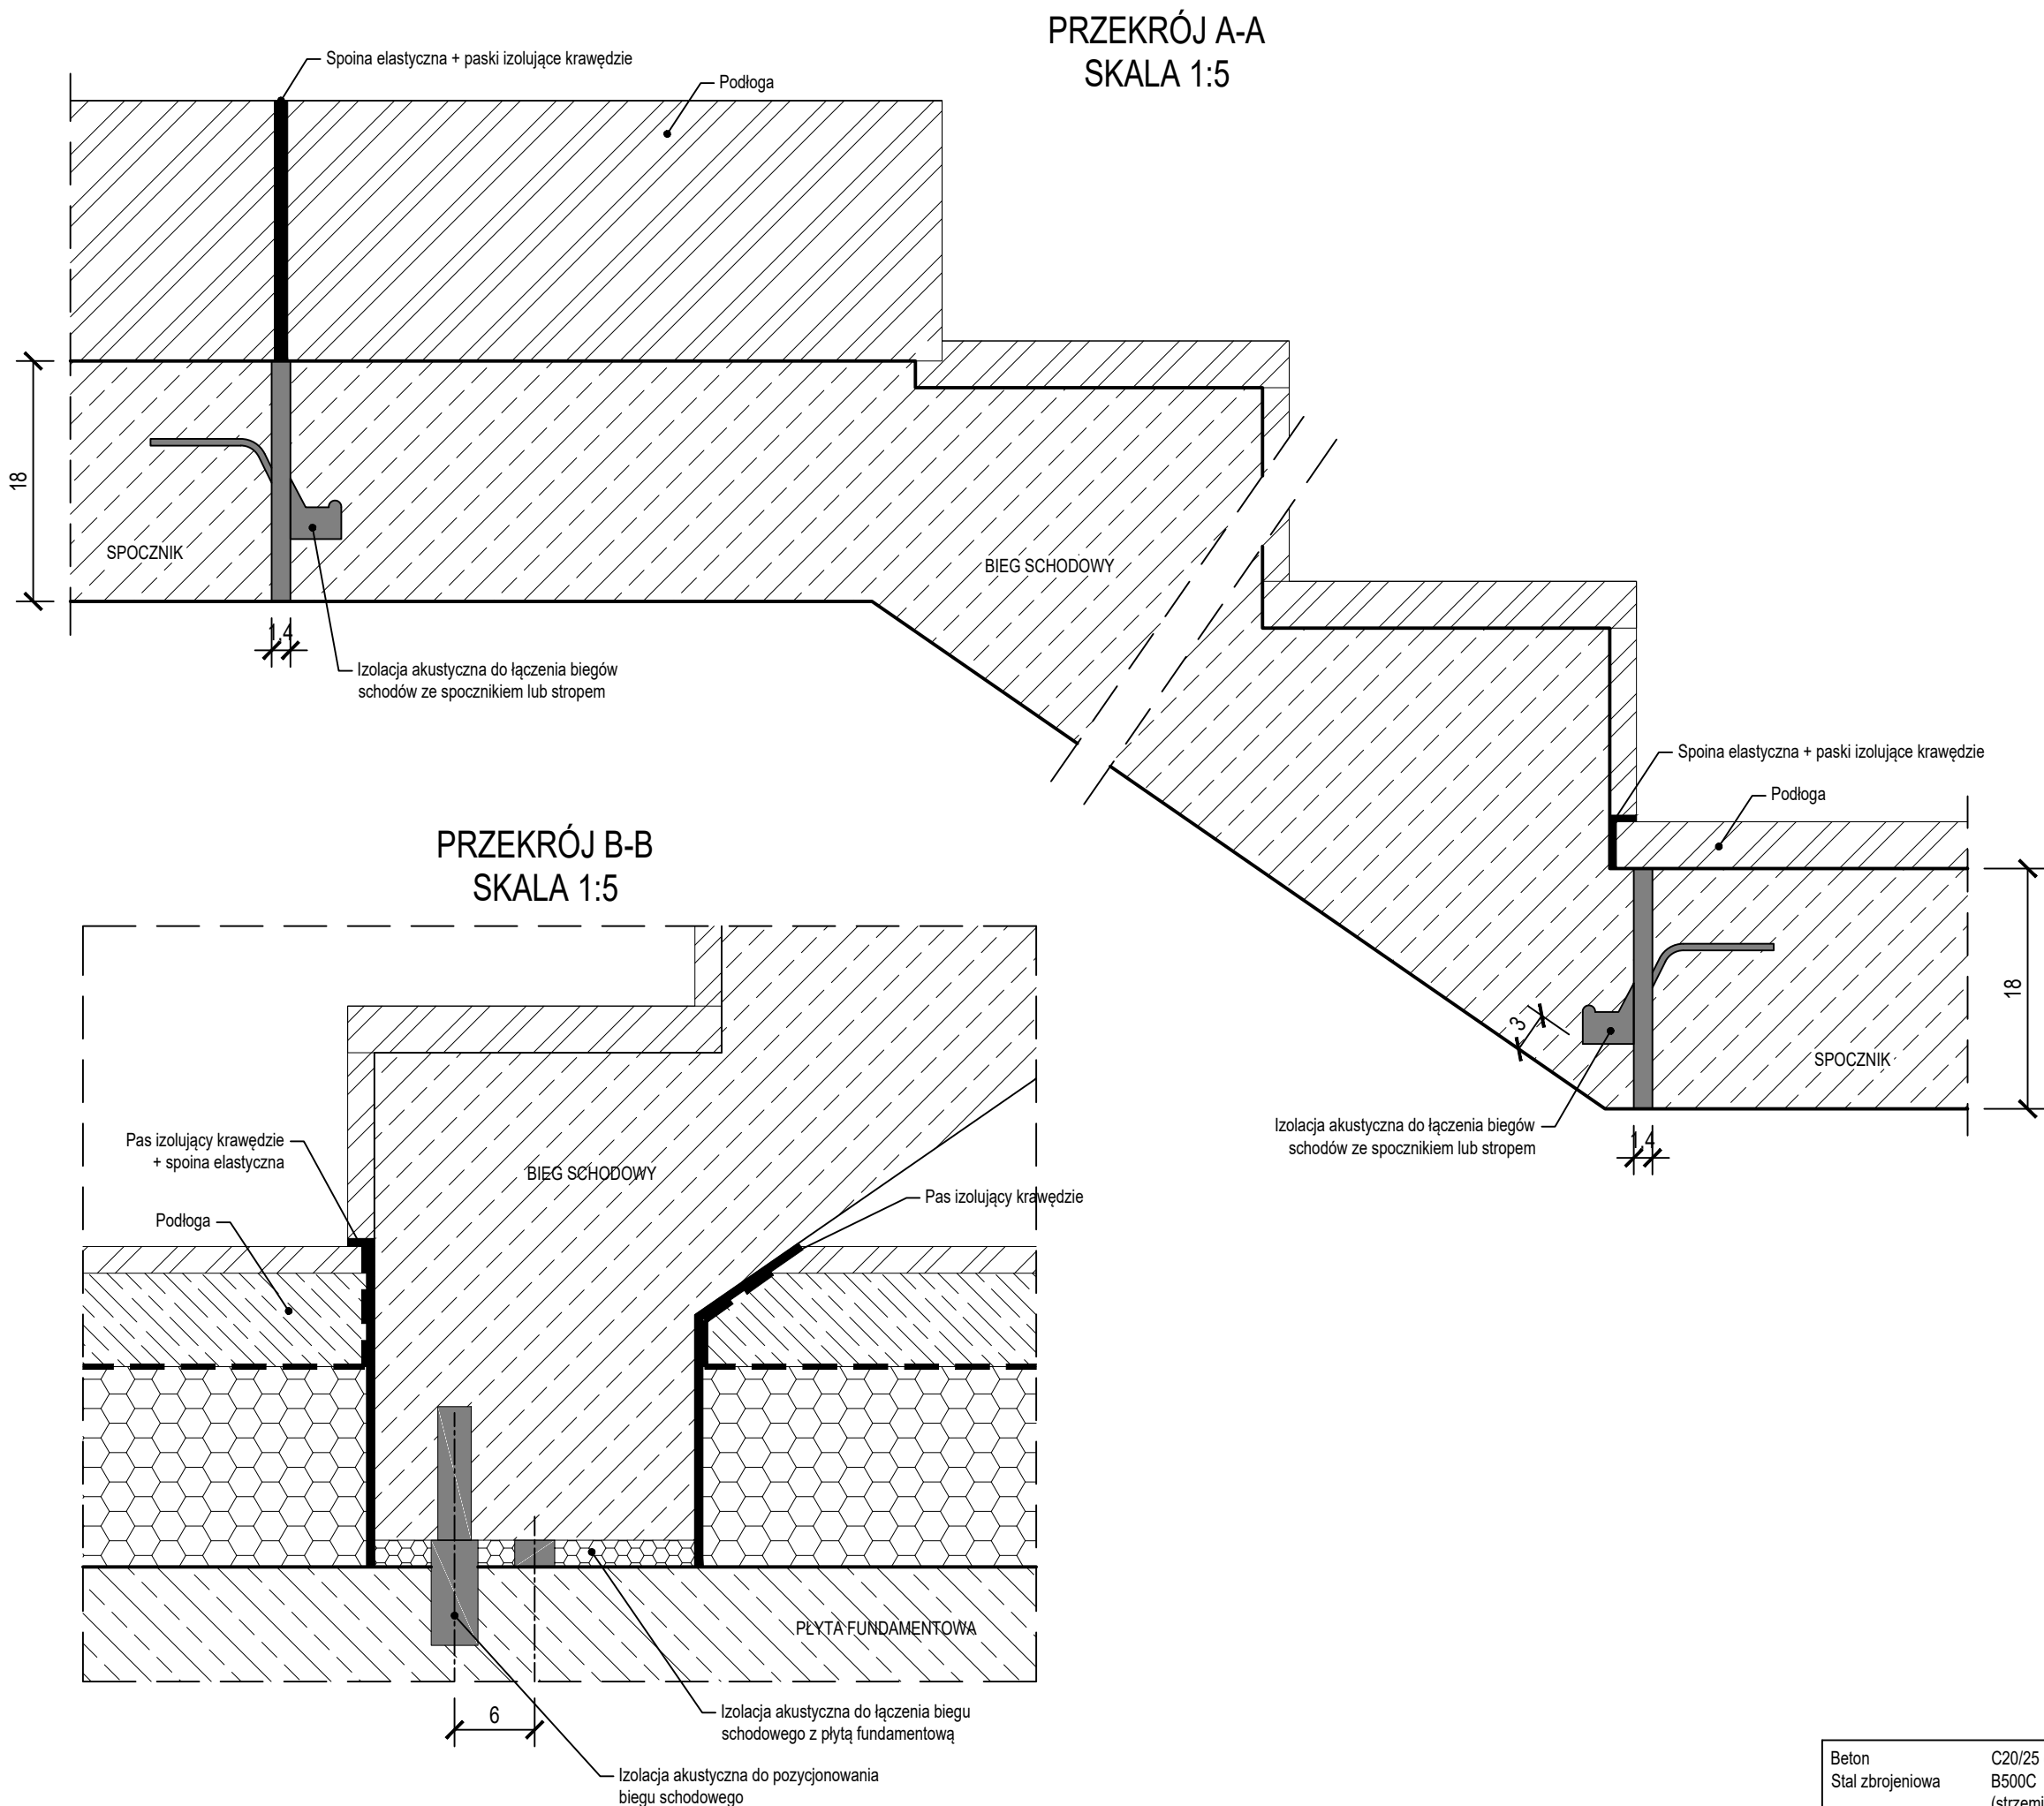 PRZEKRÓJ A-A
SKALA 1:5
Spoina elastyczna + paski izolujące krawędzie
Podłoga
18
SPOCZNIK
BIEG SCHODOWY
1,4
Izolacja akustyczna do łączenia biegów
schodów ze spocznikiem lub stropem
Spoina elastyczna + paski izolujące krawędzie
Podłoga
18
3
SPOCZNIK
Izolacja akustyczna do łączenia biegów
schodów ze spocznikiem lub stropem
1,4
PRZEKRÓJ B-B
SKALA 1:5
Pas izolujący krawędzie
+ spoina elastyczna
BIEG SCHODOWY
Pas izolujący krawędzie
Podłoga
PŁYTA FUNDAMENTOWA
6
Izolacja akustyczna do łączenia biegu
schodowego z płytą fundamentową
Izolacja akustyczna do pozycjonowania
biegu schodowego
Beton C20/25
Stal zbrojeniowa B500C